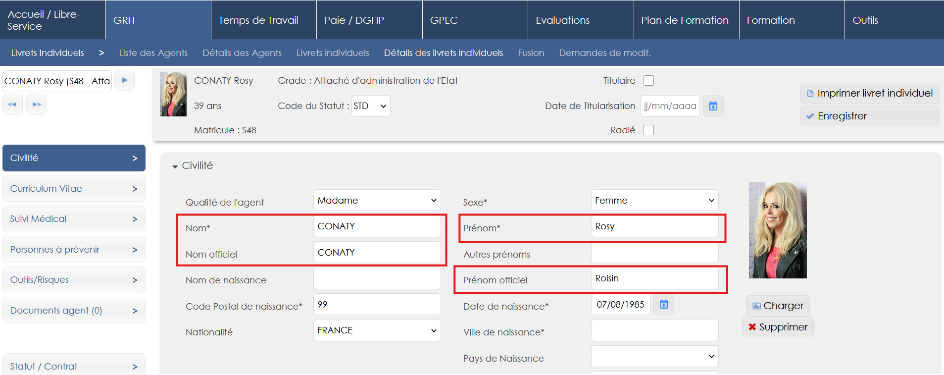 Accueil / Libre-Service
GRH
Temps de Travail
Paie / DGFIP
GPEC
Evaluations
Plan de Formation
Formation
Outils
Livrets Individuels > Liste des Agents Détails des Agents Livrets individuels Détails des livrets individuels Fusion Demandes de modif.
CONATY Rosy (S48 - Atta
CONATY Rosy
39 ans
Matricule : S48
Grade : Attaché d'administration de l'Etat
Code du Statut : STD
Titulaire
Date de Titularisation jj/mm/aaaa
Radié
Imprimer livret individuel
Enregistrer
Civilité >
Curriculum Vitae >
Suivi Médical >
Personnes à prévenir >
Outils/Risques >
Documents agent (0) >
Statut / Contrat >
Civilité
Qualité de l'agent Madame
Nom* CONATY
Nom officiel CONATY
Nom de naissance
Code Postal de naissance* 99
Nationalité FRANCE
Sexe* Femme
Prénom* Rosy
Autres prénoms
Prénom officiel Roisin
Date de naissance* 07/08/1985
Ville de naissance*
Pays de Naissance
Charger
Supprimer